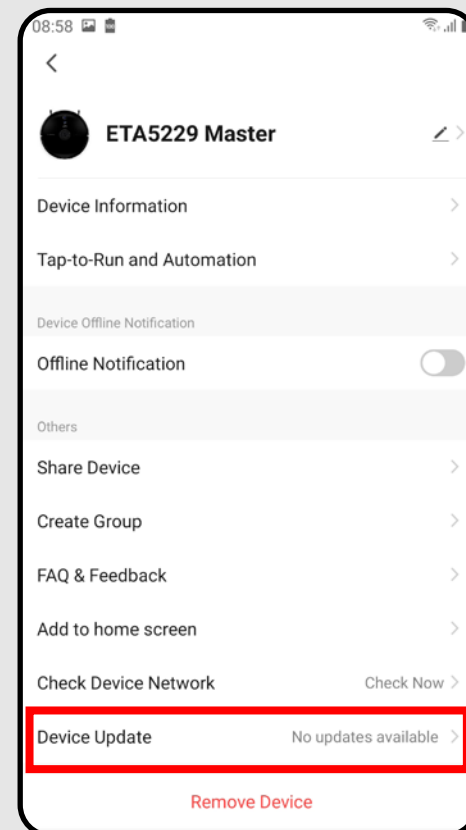 08:58
ETA5229 Master
Device Information
Tap-to-Run and Automation
Device Offline Notification
Offline Notification
Others
Share Device
Create Group
FAQ & Feedback
Add to home screen
Check Device Network Check Now
Device Update No updates available
Remove Device